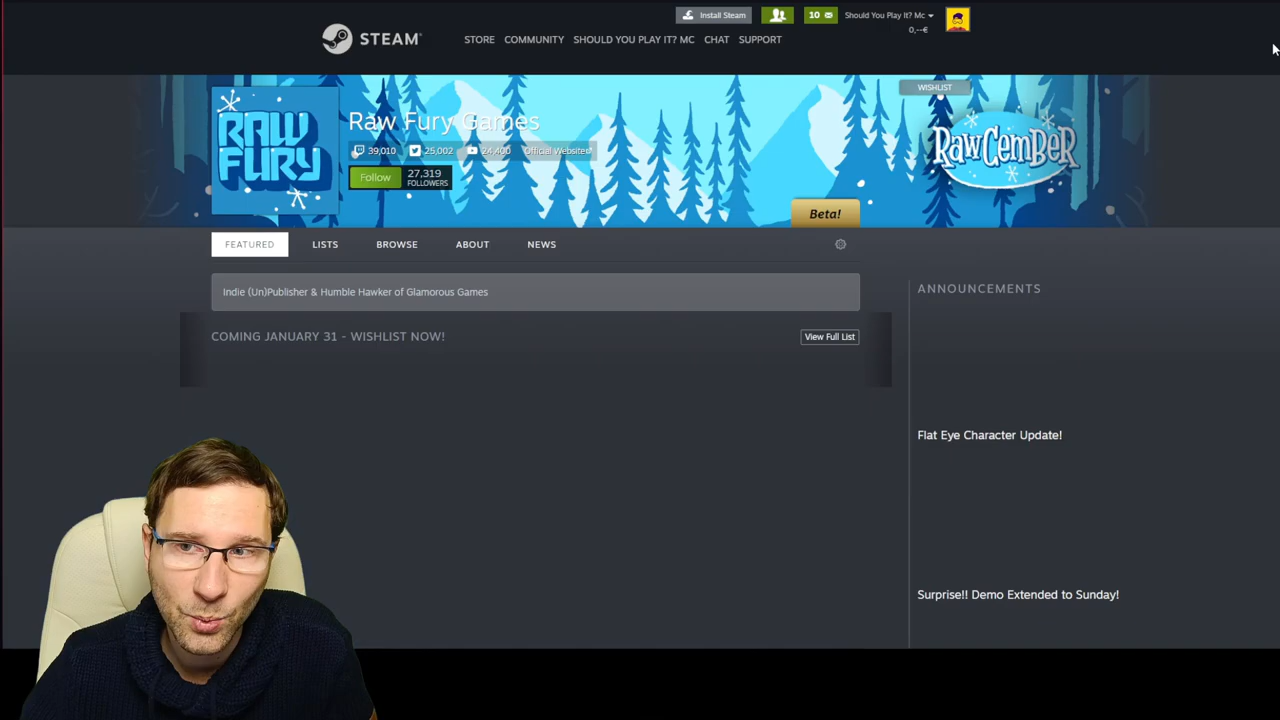 Install Steam
10
Should You Play It? Mc
0,--€
STEAM®
STORE
COMMUNITY
SHOULD YOU PLAY IT? MC
CHAT
SUPPORT
WISHLIST
RAW FURY
Raw Fury Games
39,010
25,002
24,400
Official Website
Follow
27,319
FOLLOWERS
RAWCEMBER
Beta!
FEATURED
LISTS
BROWSE
ABOUT
NEWS
Indie (Un)Publisher & Humble Hawker of Glamorous Games
ANNOUNCEMENTS
COMING JANUARY 31 - WISHLIST NOW!
View Full List
Flat Eye Character Update!
Surprise!! Demo Extended to Sunday!